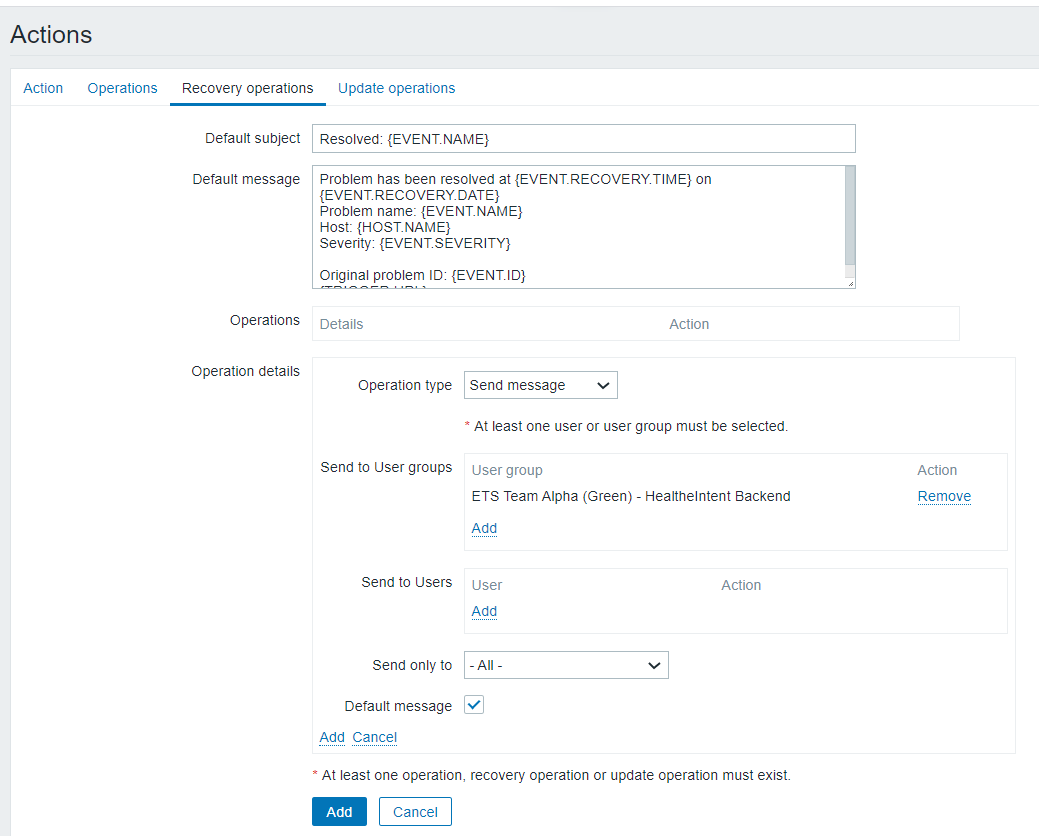 Actions
Action Operations Recovery operations Update operations
Default subject Resolved: {EVENT.NAME}
Default message Problem has been resolved at {EVENT.RECOVERY.TIME} on
{EVENT.RECOVERY.DATE}
Problem name: {EVENT.NAME}
Host: {HOST.NAME}
Severity: {EVENT.SEVERITY}
Original problem ID: {EVENT.ID}
{TRIGGER.URL}
Operations Details Action
Operation details
Operation type Send message
* At least one user or user group must be selected.
Send to User groups User group Action
ETS Team Alpha (Green) - HealtheIntent Backend Remove
Add
Send to Users User Action
Add
Send only to - All -
Default message
Add Cancel
* At least one operation, recovery operation or update operation must exist.
Add Cancel